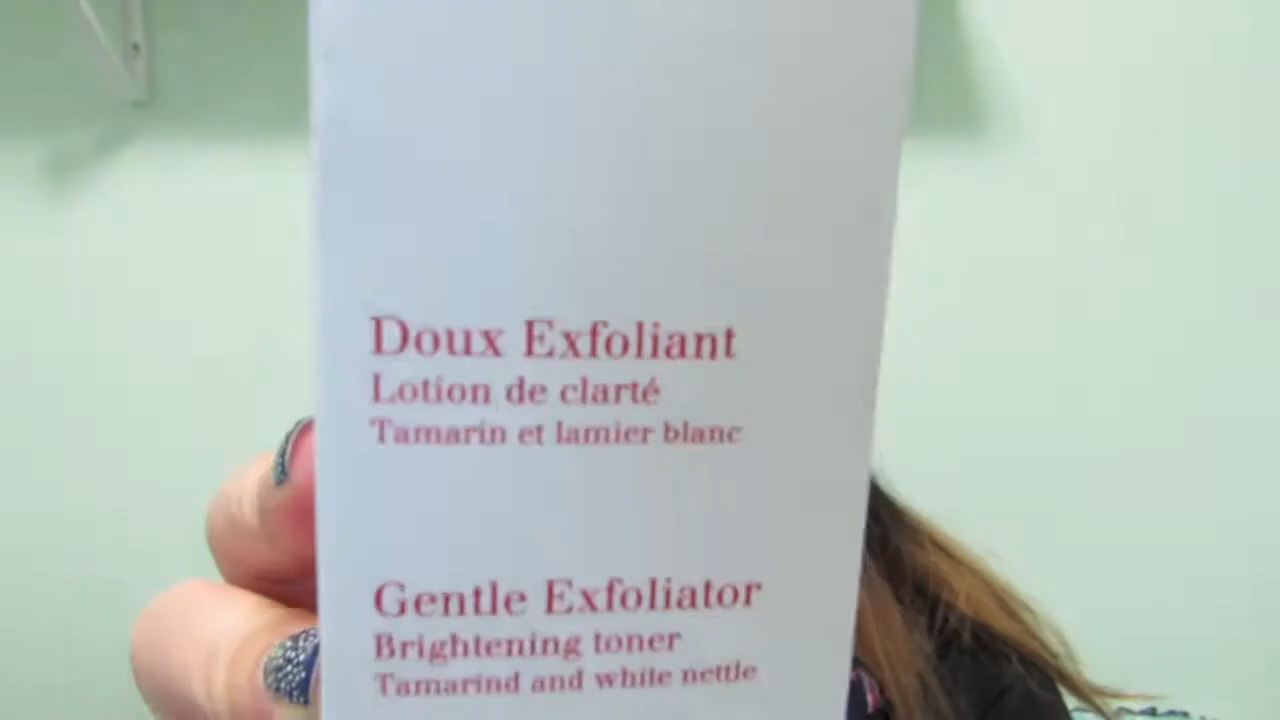 Doux Exfoliant
Lotion de clarté
Tamarin et lamier blanc
Gentle Exfoliator
Brightening toner
Tamarind and white nettle